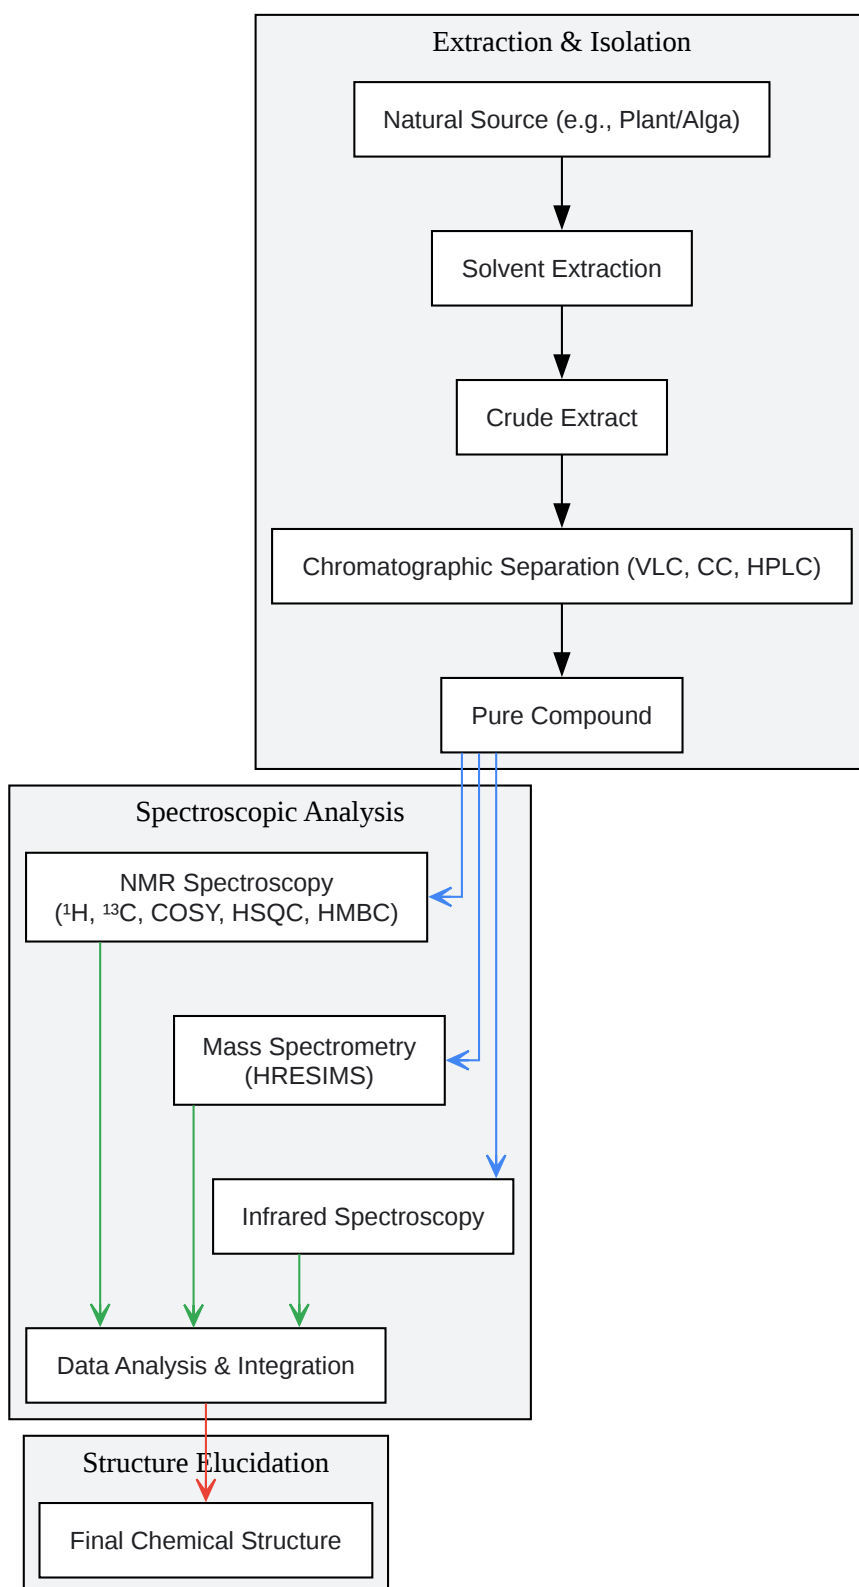 Extraction & Isolation
Natural Source (e.g., Plant/Alga)
Solvent Extraction
Crude Extract
Chromatographic Separation (VLC, CC, HPLC)
Pure Compound
Spectroscopic Analysis
NMR Spectroscopy
(¹H, ¹³C, COSY, HSQC, HMBC)
Mass Spectrometry
(HRESIMS)
Infrared Spectroscopy
Data Analysis & Integration
Structure Elucidation
Final Chemical Structure